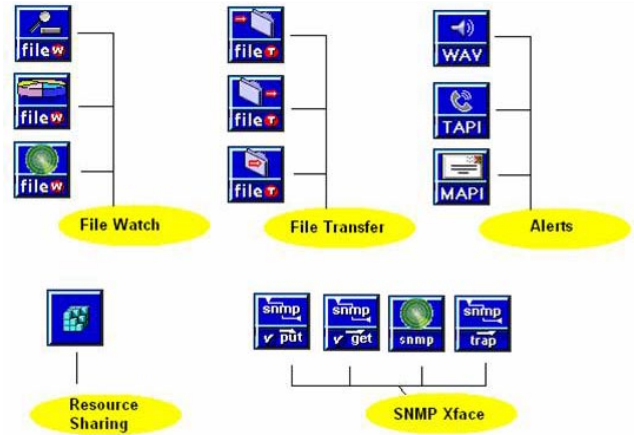 file W
file T
WAV
file W
file T
TAPI
file W
file T
MAPI
File Watch
File Transfer
Alerts
snmp
snmp
snmp
v put
v get
snmp
trap
Resource
Sharing
SNMP Xface